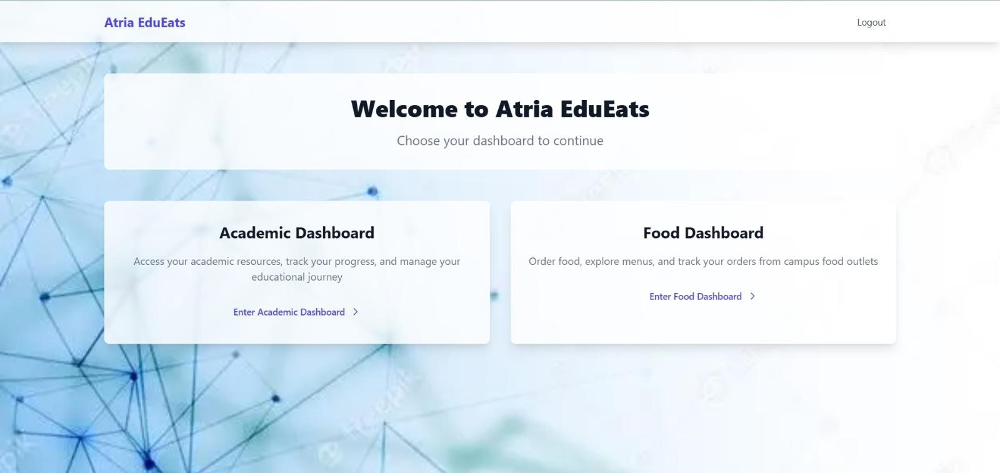 Atria EduEats
Logout
Welcome to Atria EduEats
Choose your dashboard to continue
Academic Dashboard
Access your academic resources, track your progress, and manage your
educational journey
Enter Academic Dashboard
Food Dashboard
Order food, explore menus, and track your orders from campus food outlets
Enter Food Dashboard
freepik